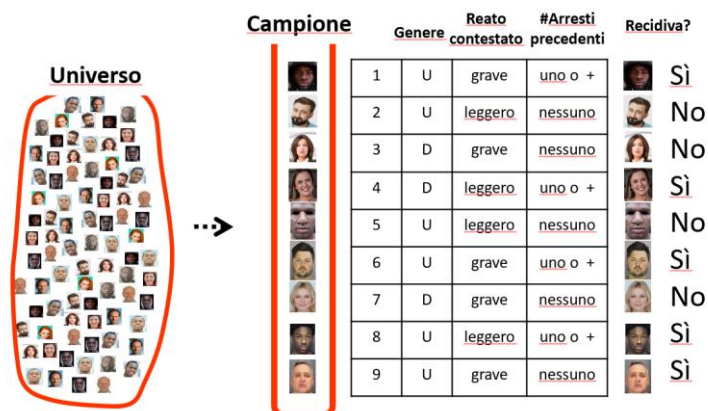 Universo
Campione
Genere Reato contestato #Arresti precedenti Recidiva?
1 U grave uno o + Sì
2 U leggero nessuno No
3 D grave nessuno No
4 D leggero uno o + Sì
5 U leggero nessuno No
6 U grave uno o + Sì
7 D grave nessuno No
8 U leggero uno o + Sì
9 U grave nessuno Sì